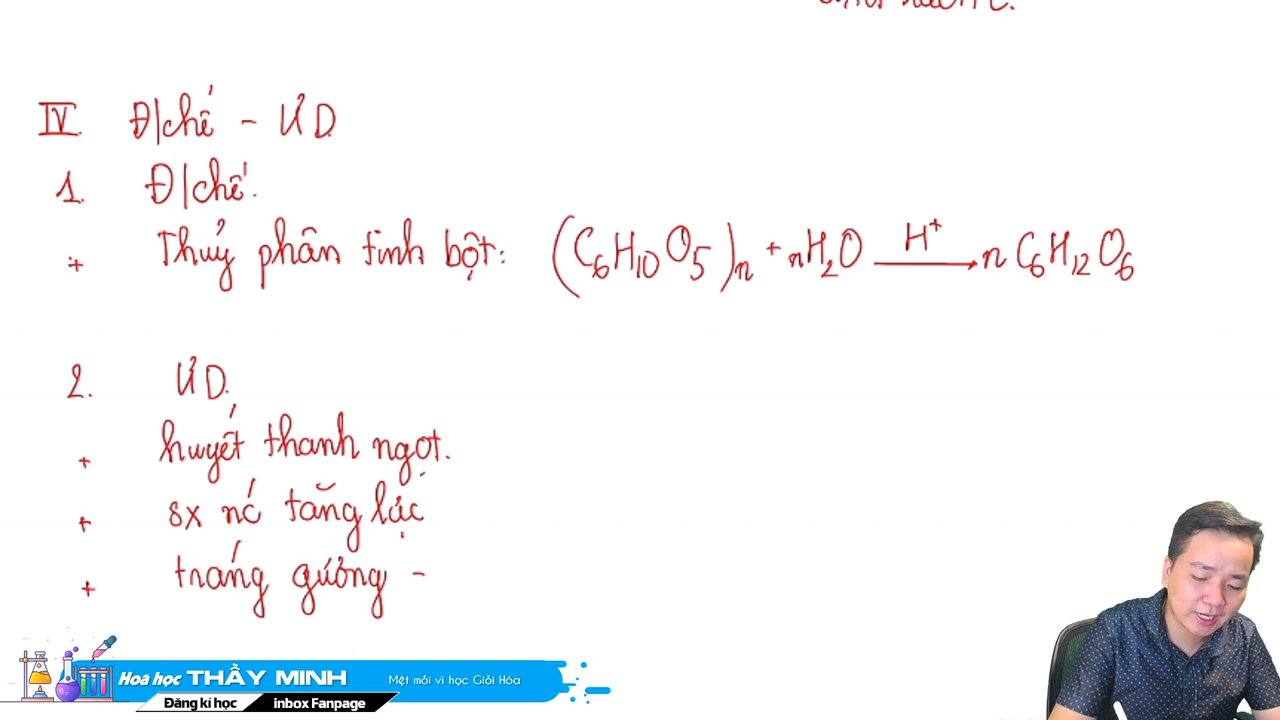 IV. Đ/chế - ƯD.
1. Đ/chế.
+ Thuỷ phân tinh bột: (C₆H₁₀O₅)ₙ + nH₂O —H⁺→ n C₆H₁₂O₆
2. ƯD.
+ huyết thanh ngọt.
+ sx nc tăng lực
+ tráng gương -
Hoá học THẦY MINH
Mệt mỏi vì học Giỏi Hóa
Đăng kí học
inbox Fanpage